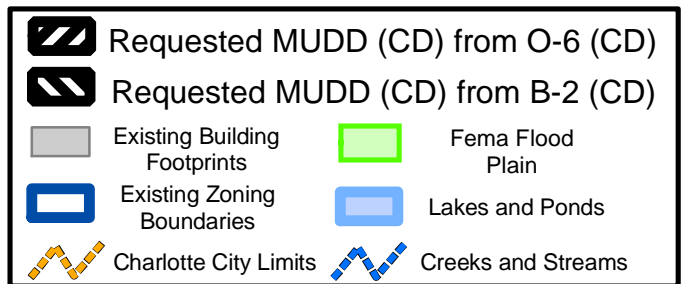 Requested MUDD (CD) from O-6 (CD)
Requested MUDD (CD) from B-2 (CD)
Existing Building
Footprints
Fema Flood
Plain
Existing Zoning
Boundaries
Lakes and Ponds
Charlotte City Limits
Creeks and Streams